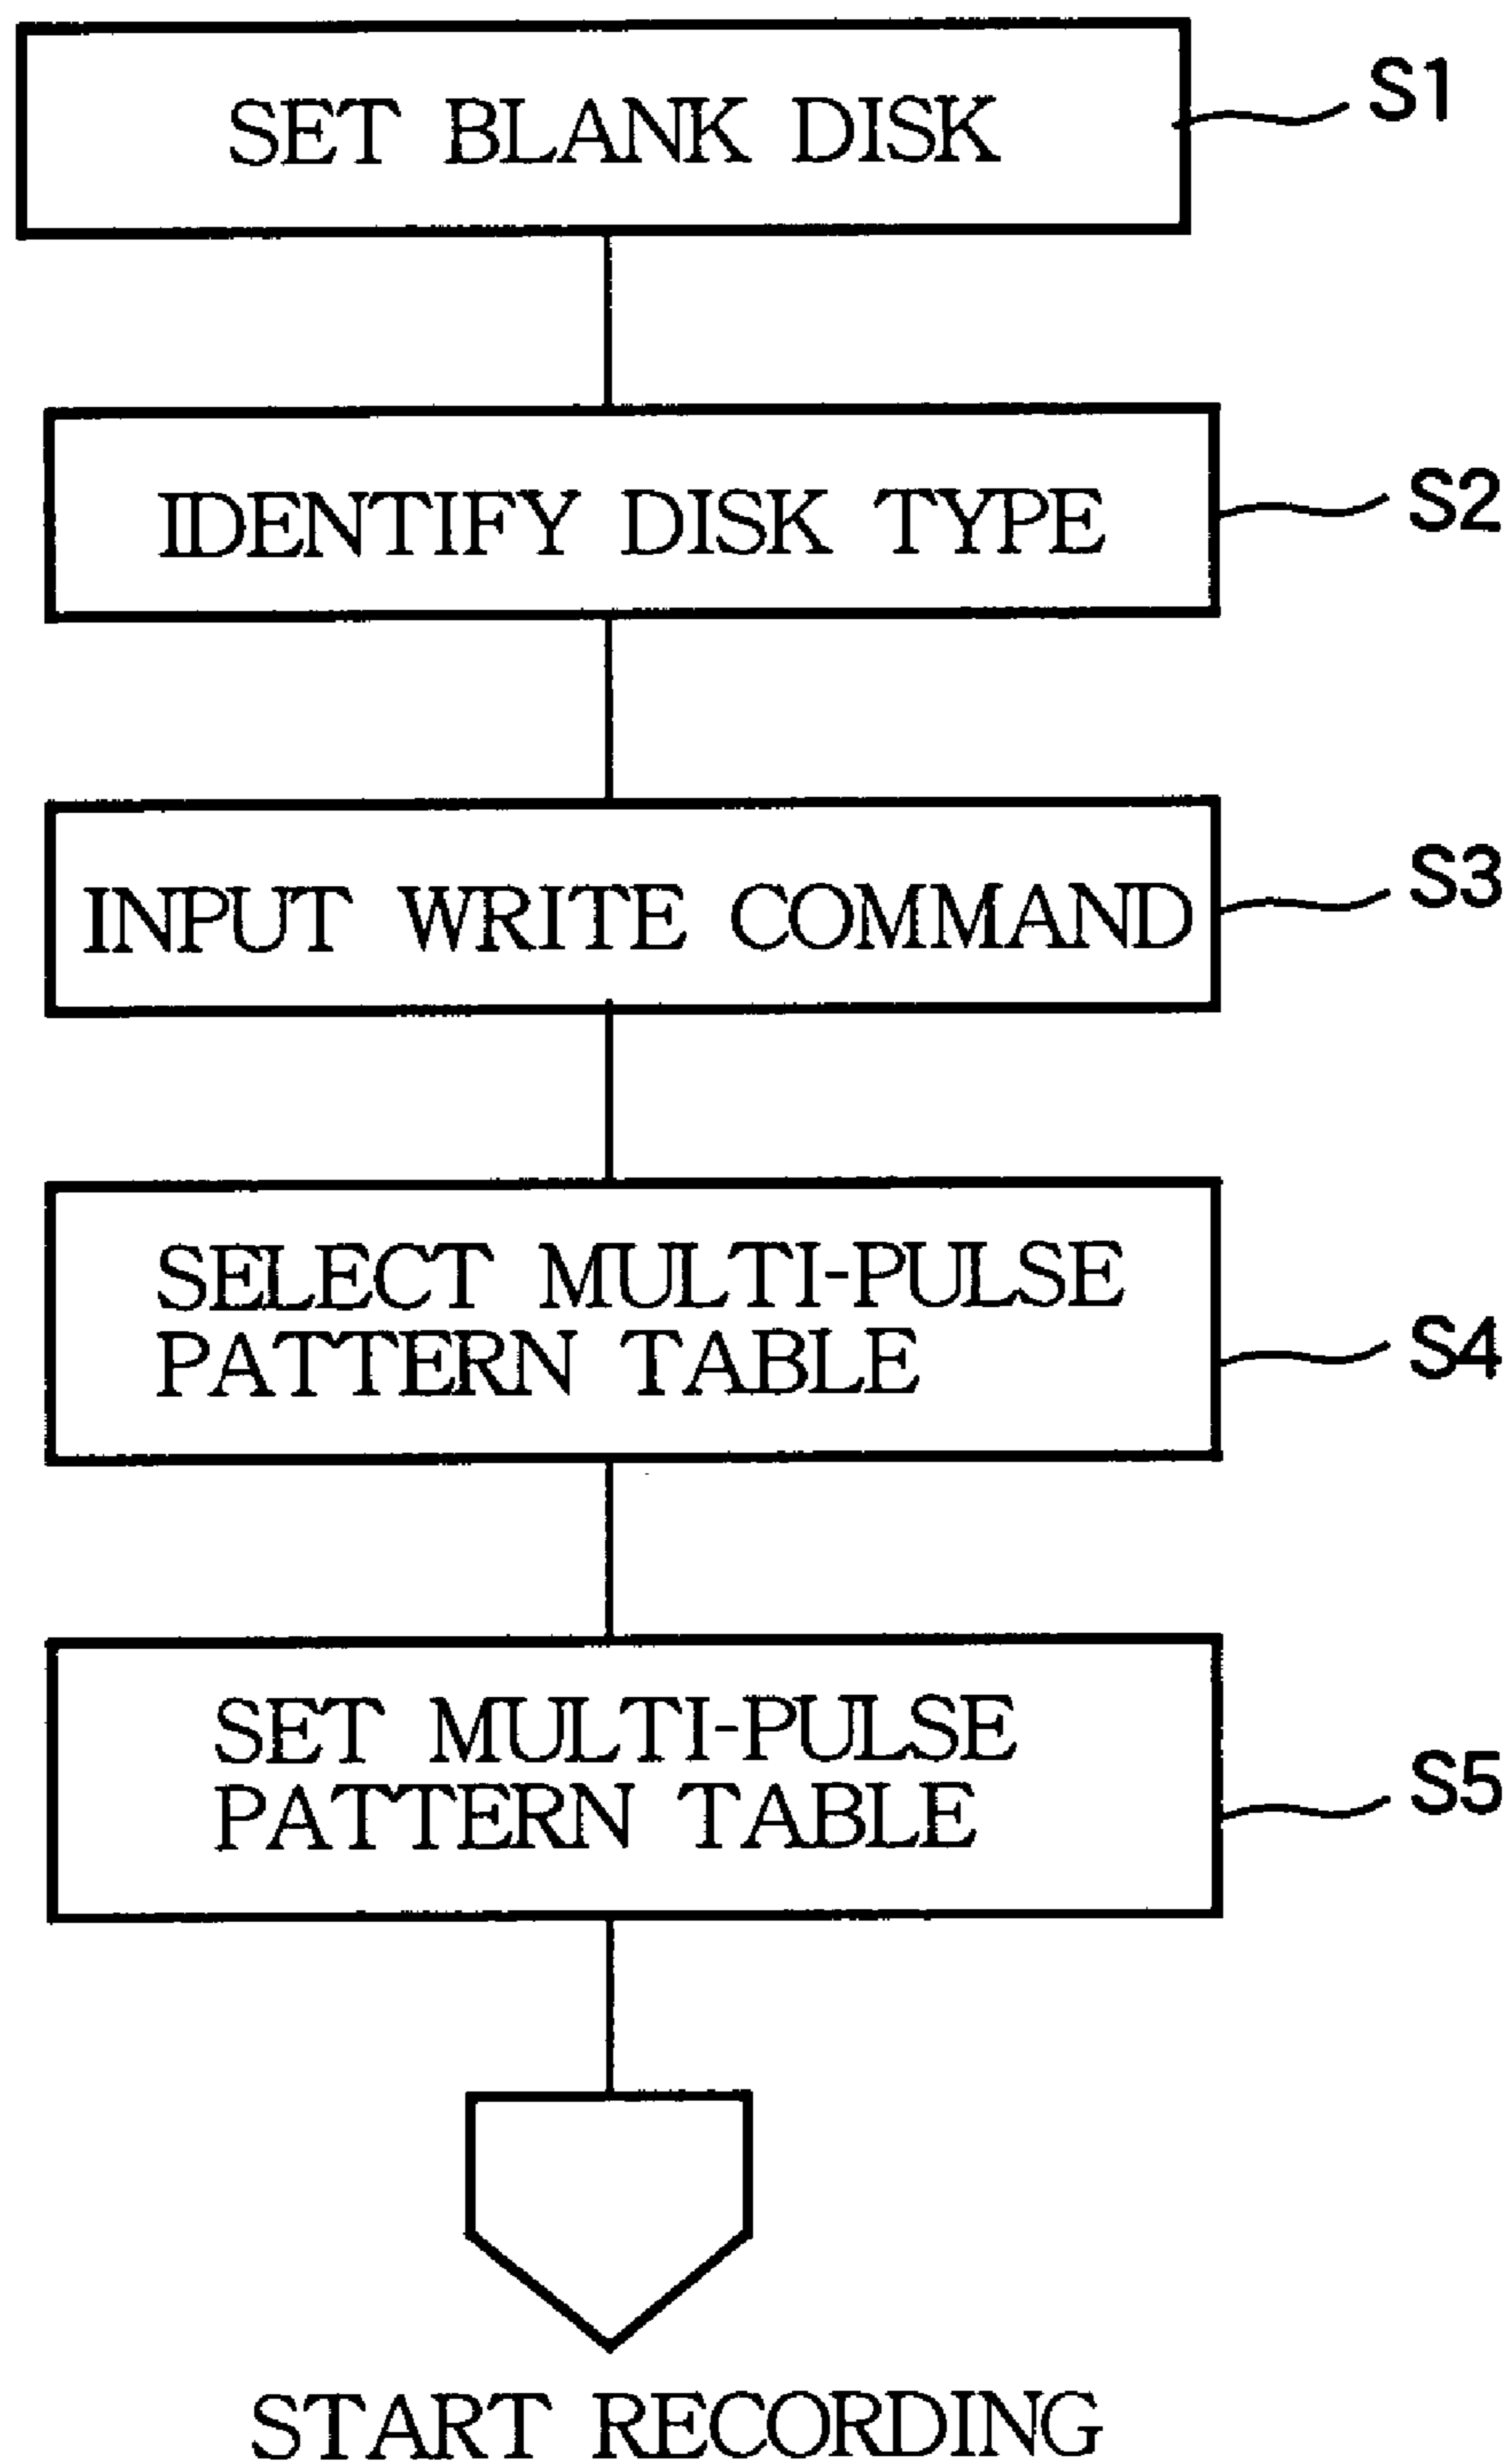 SET BLANK DISK
S1
IDENTIFY DISK TYPE
S2
INPUT WRITE COMMAND
S3
SELECT MULTI-PULSE
PATTERN TABLE
S4
SET MULTI-PULSE
PATTERN TABLE
S5
START RECORDING